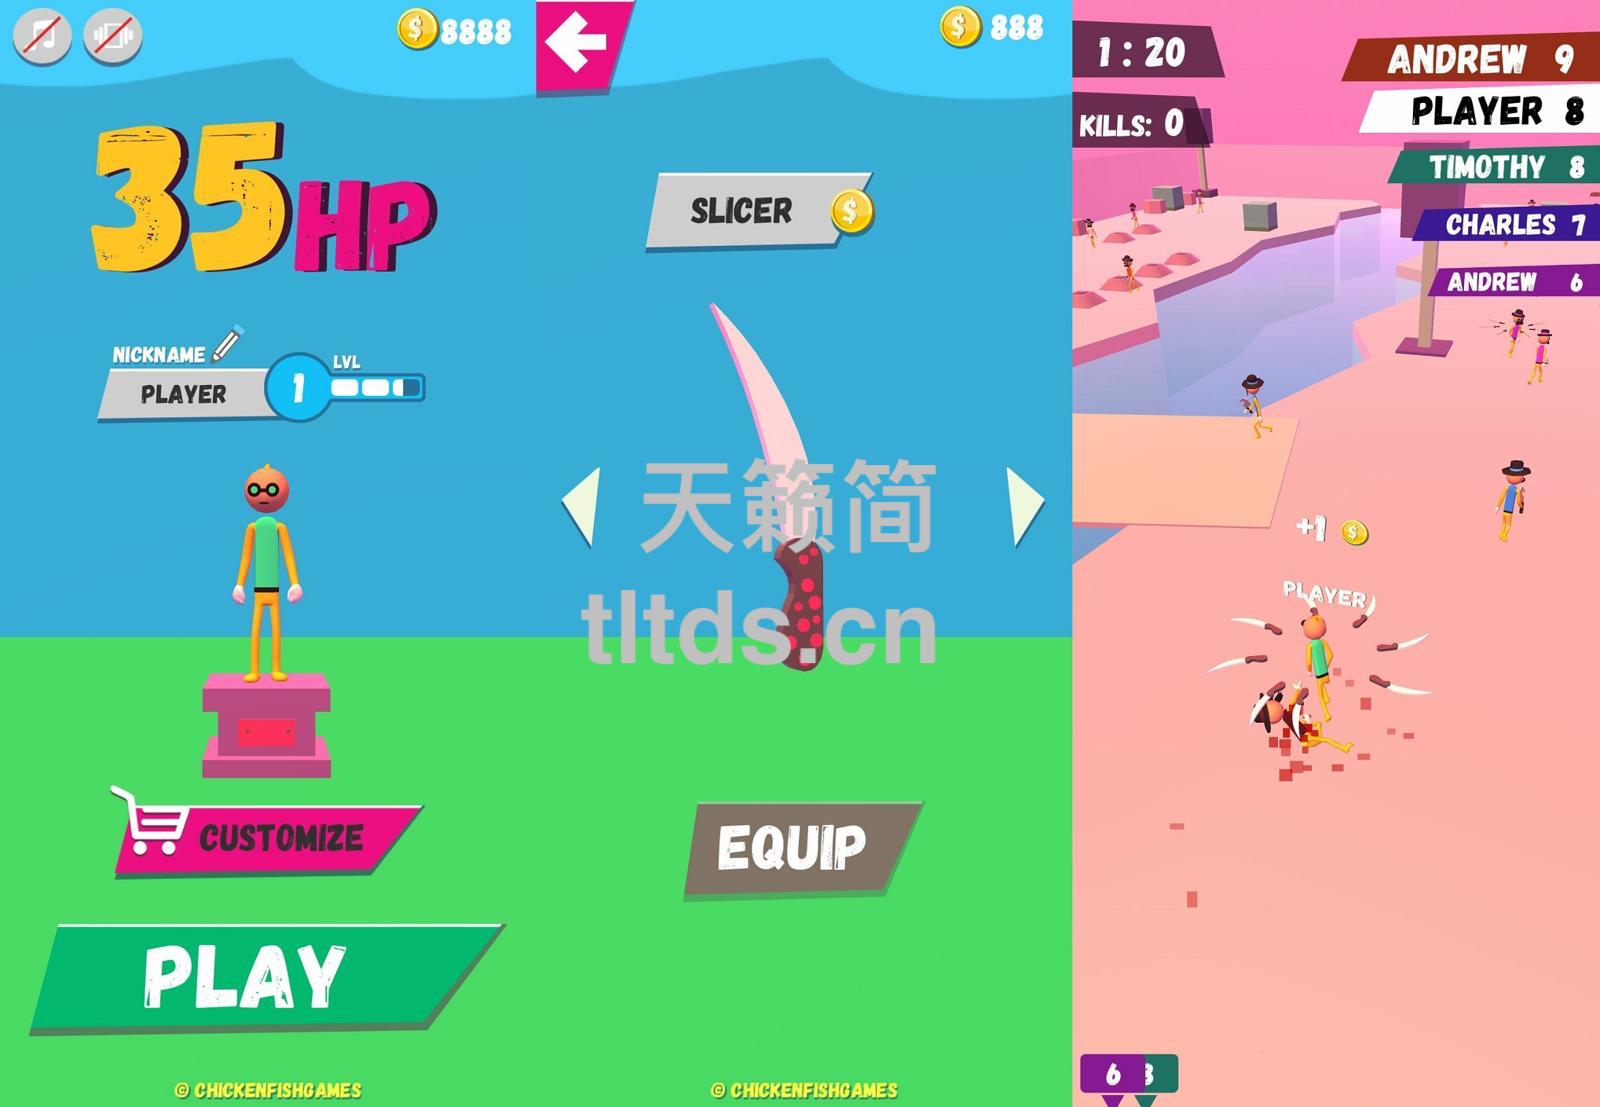 8888
35HP
NICKNAME
LVL
PLAYER
1
CUSTOMIZE
PLAY
© CHICKENFISHGAMES
888
SLICER
天籁简
tltds.cn
EQUIP
© CHICKENFISHGAMES
1 : 20
KILLS: 0
ANDREW 9
PLAYER 8
TIMOTHY 8
CHARLES 7
ANDREW 6
+1
PLAYER
6